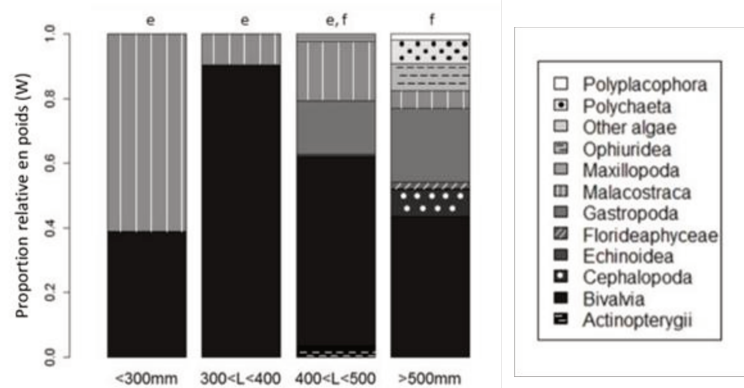 e
e
e, f
f
Proportion relative en poids (W)
1.0
0.8
0.6
0.4
0.2
0.0
<300mm
300<L<400
400<L<500
>500mm
Polyplacophora
Polychaeta
Other algae
Ophiuridea
Maxillopoda
Malacostraca
Gastropoda
Florideaphyceae
Echinoidea
Cephalopoda
Bivalvia
Actinopterygii